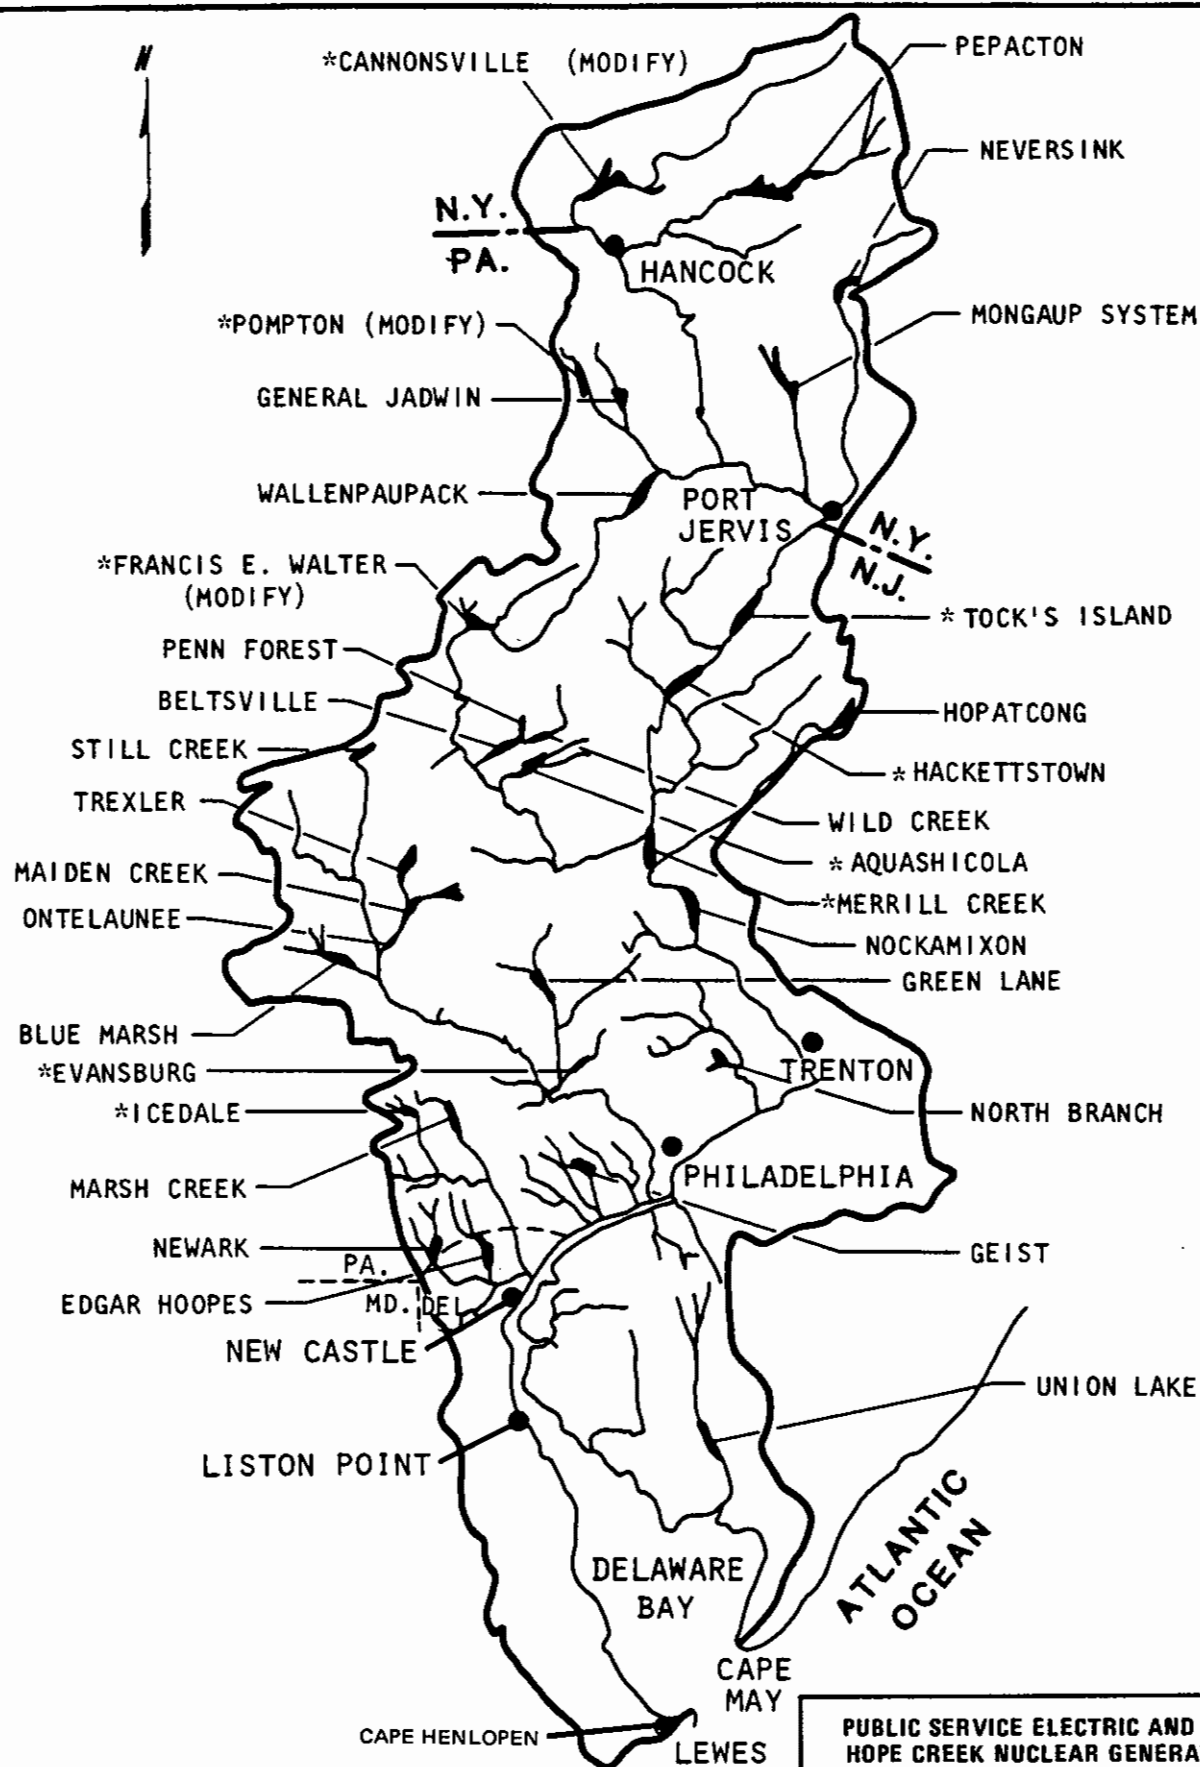 N
*CANNONSVILLE (MODIFY)
PEPACTON
NEVERSINK
N.Y.
PA.
HANCOCK
MONGAUP SYSTEM
*POMPTON (MODIFY)
GENERAL JADWIN
WALLENPAUPACK
PORT
JERVIS
N.Y.
N.J.
*FRANCIS E. WALTER
(MODIFY)
* TOCK'S ISLAND
PENN FOREST
BELTSVILLE
HOPATCONG
STILL CREEK
* HACKETTSTOWN
TREXLER
WILD CREEK
* AQUASHICOLA
MAIDEN CREEK
*MERRILL CREEK
ONTELAUNEE
NOCKAMIXON
GREEN LANE
BLUE MARSH
*EVANSBURG
TRENTON
*ICEDALE
NORTH BRANCH
MARSH CREEK
PHILADELPHIA
NEWARK
GEIST
PA.
EDGAR HOOPES
MD.
DEL.
NEW CASTLE
UNION LAKE
LISTON POINT
ATLANTIC
OCEAN
DELAWARE
BAY
CAPE
MAY
CAPE HENLOPEN
LEWES
PUBLIC SERVICE ELECTRIC AND
HOPE CREEK NUCLEAR GENERA